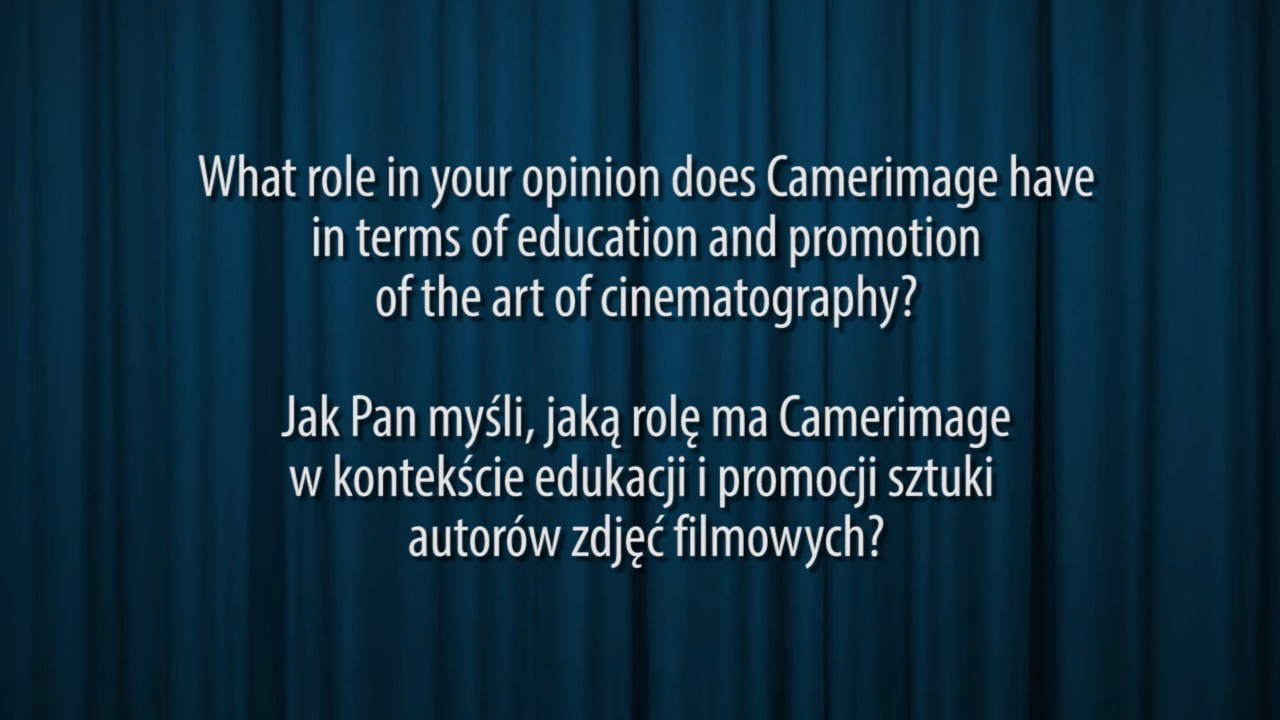 What role in your opinion does Camerimage have
in terms of education and promotion
of the art of cinematography?
Jak Pan myśli, jaką rolę ma Camerimage
w kontekście edukacji i promocji sztuki
autorów zdjęć filmowych?